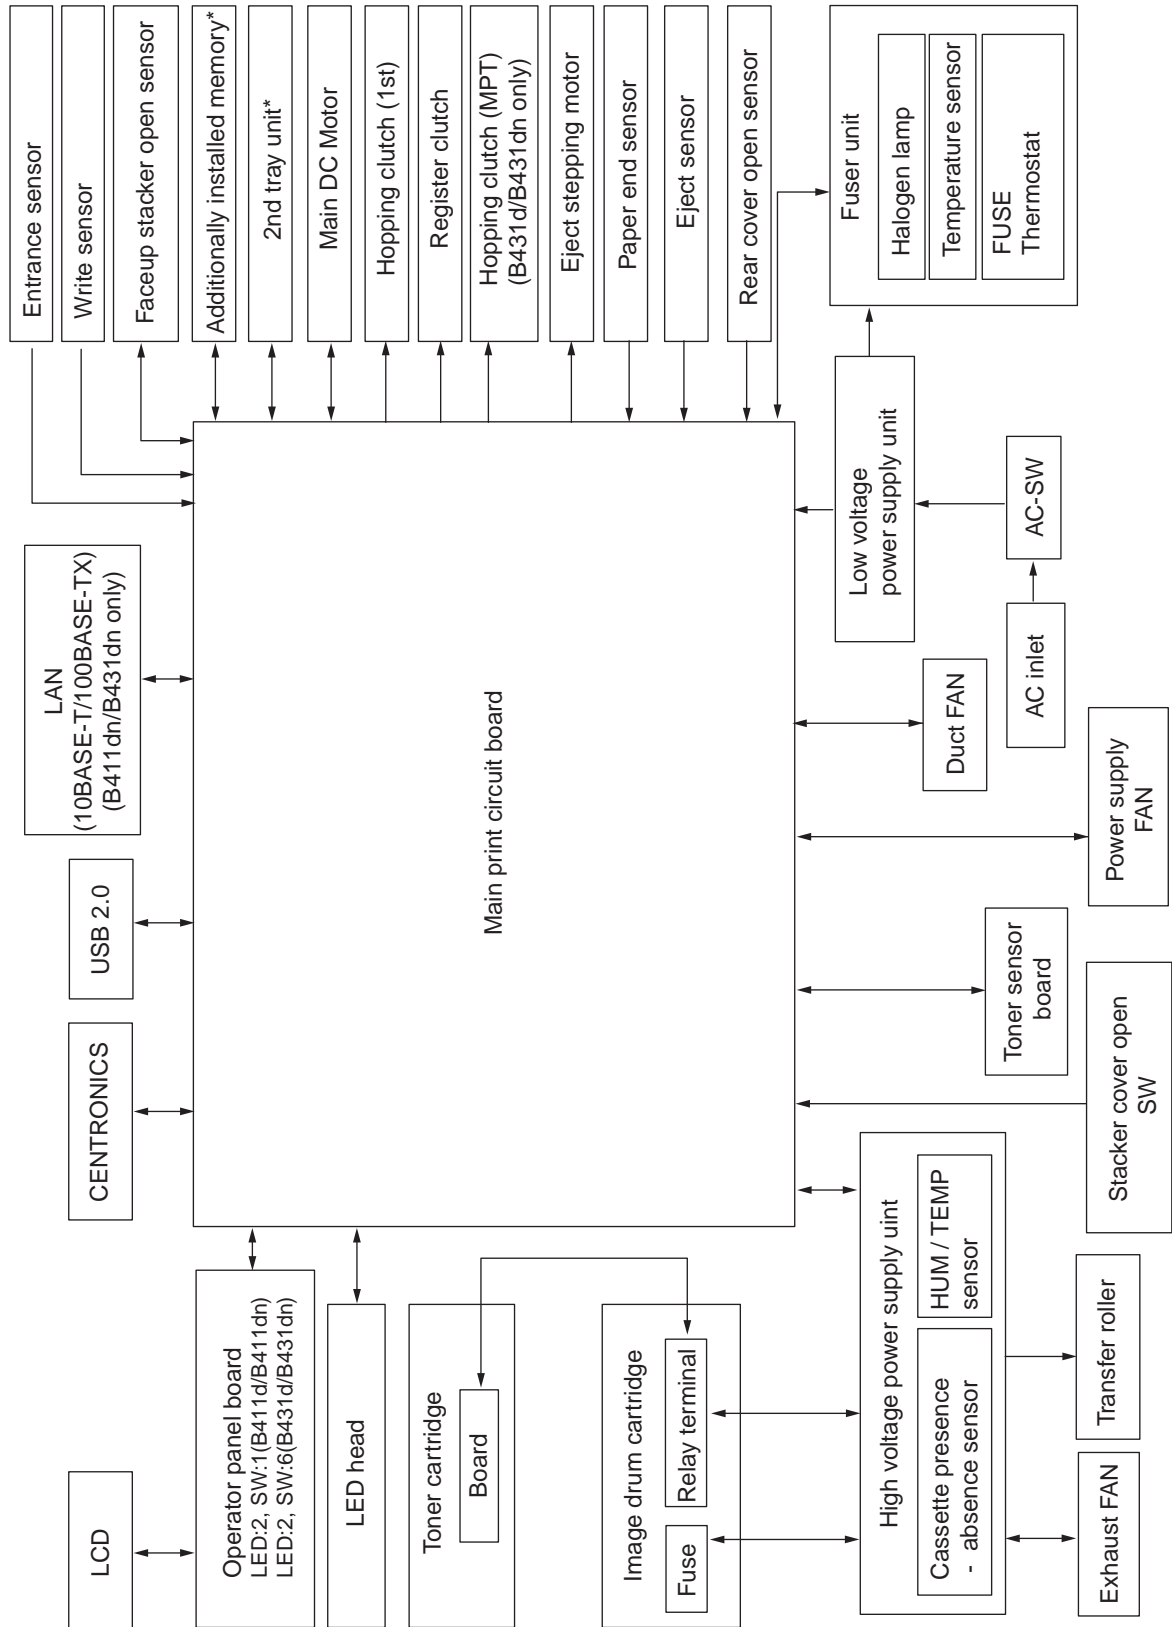 LCD
CENTRONICS
USB 2.0
LAN
(10BASE-T/100BASE-TX)
(B411dn/B431dn only)
Entrance sensor
Write sensor
Faceup stacker open sensor
Additionally installed memory*
2nd tray unit*
Main DC Motor
Hopping clutch (1st)
Register clutch
Hopping clutch (MPT)
(B431d/B431dn only)
Eject stepping motor
Paper end sensor
Eject sensor
Rear cover open sensor
Fuser unit
Halogen lamp
Temperature sensor
FUSE
Thermostat
Operator panel board
LED:2, SW:1(B411d/B411dn)
LED:2, SW:6(B431d/B431dn)
LED head
Toner cartridge
Board
Image drum cartridge
Fuse
Relay terminal
Main print circuit board
High voltage power supply uint
Cassette presence
- absence sensor
HUM / TEMP
sensor
Exhaust FAN
Transfer roller
Stacker cover open
SW
Toner sensor
board
Power supply
FAN
Duct FAN
Low voltage
power supply unit
AC inlet
AC-SW